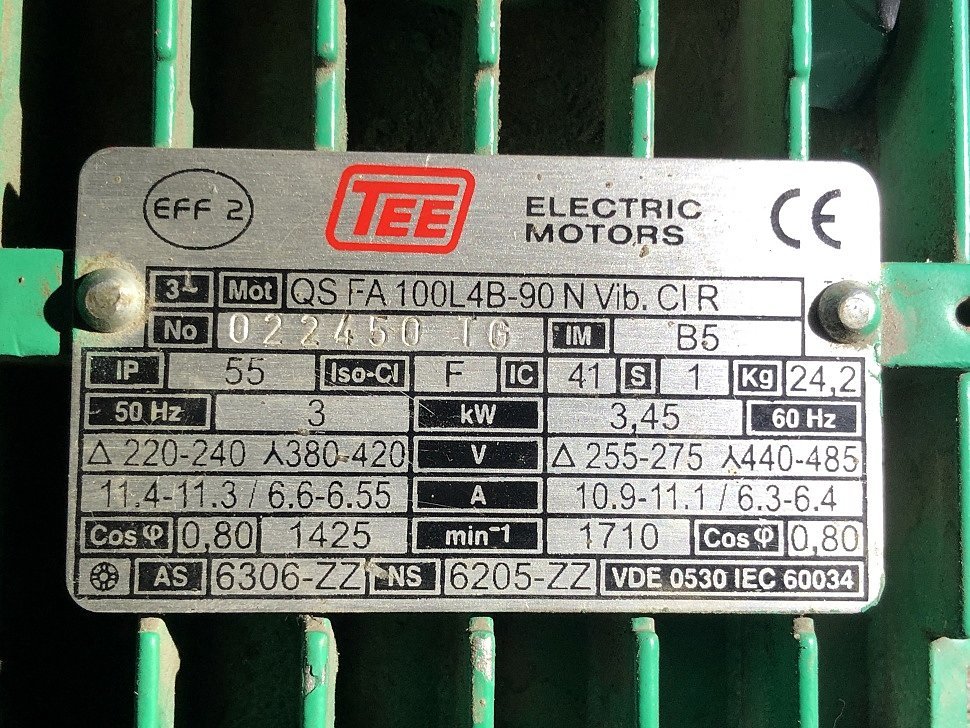 EFF 2 TEE ELECTRIC MOTORS CE
3~ Mot QS FA 100L4B-90 N Vib. Cl R
No 022450 TG IM B5
IP 55 Iso-Cl F IC 41 S 1 Kg 24,2
50 Hz 3 kW 3,45 60 Hz
Δ 220-240 ⅄ 380-420 V Δ 255-275 ⅄ 440-485
11.4-11.3 / 6.6-6.55 A 10.9-11.1 / 6.3-6.4
Cos φ 0,80 1425 min⁻¹ 1710 Cos φ 0,80
AS 6306-ZZ NS 6205-ZZ VDE 0530 IEC 60034